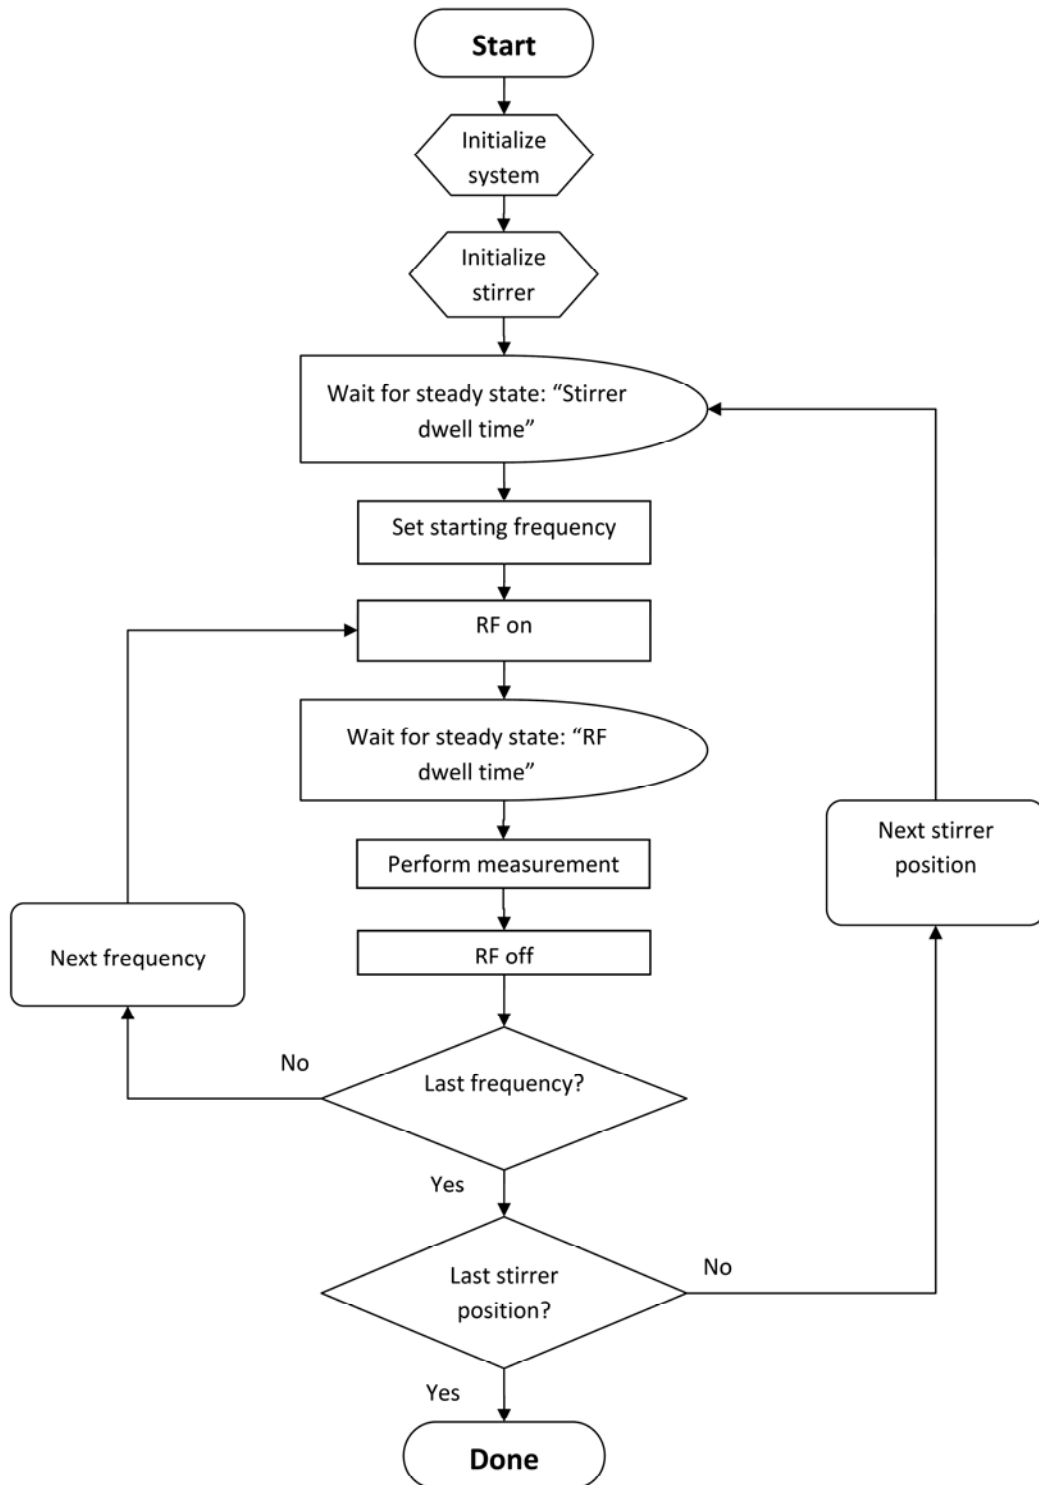 Start
Initialize
system
Initialize
stirrer
Wait for steady state: “Stirrer
dwell time”
Set starting frequency
RF on
Wait for steady state: “RF
dwell time”
Next stirrer
position
Perform measurement
Next frequency
RF off
No
Last frequency?
Yes
Last stirrer
position?
No
Yes
Done